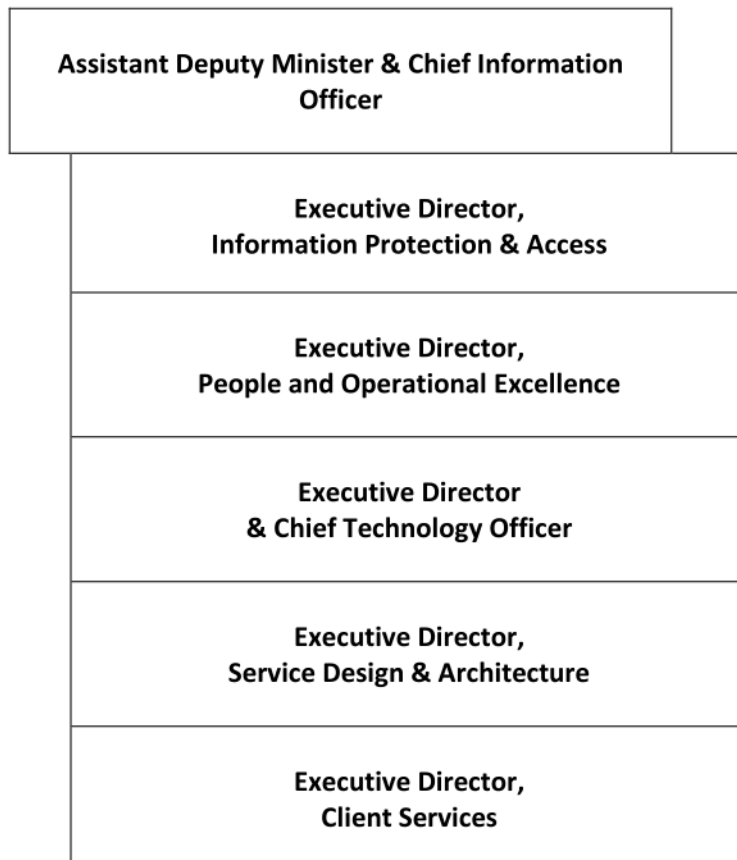 Assistant Deputy Minister & Chief Information
Officer
Executive Director,
Information Protection & Access
Executive Director,
People and Operational Excellence
Executive Director
& Chief Technology Officer
Executive Director,
Service Design & Architecture
Executive Director,
Client Services